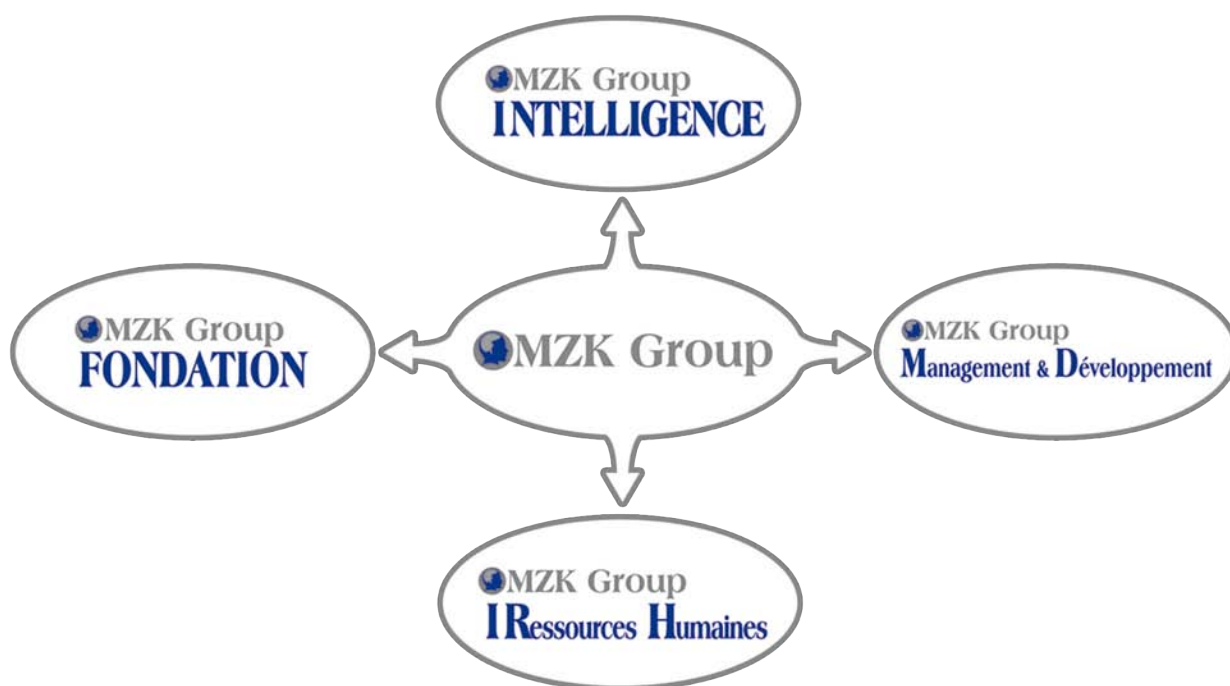 MZK Group
INTELLIGENCE
MZK Group
FONDATION
MZK Group
MZK Group
Management & Développement
MZK Group
I Ressources Humaines